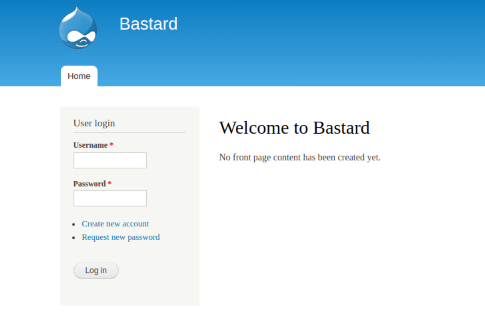 Bastard
Home
User login
Username *
Password *
Create new account
Request new password
Log in
Welcome to Bastard
No front page content has been created yet.